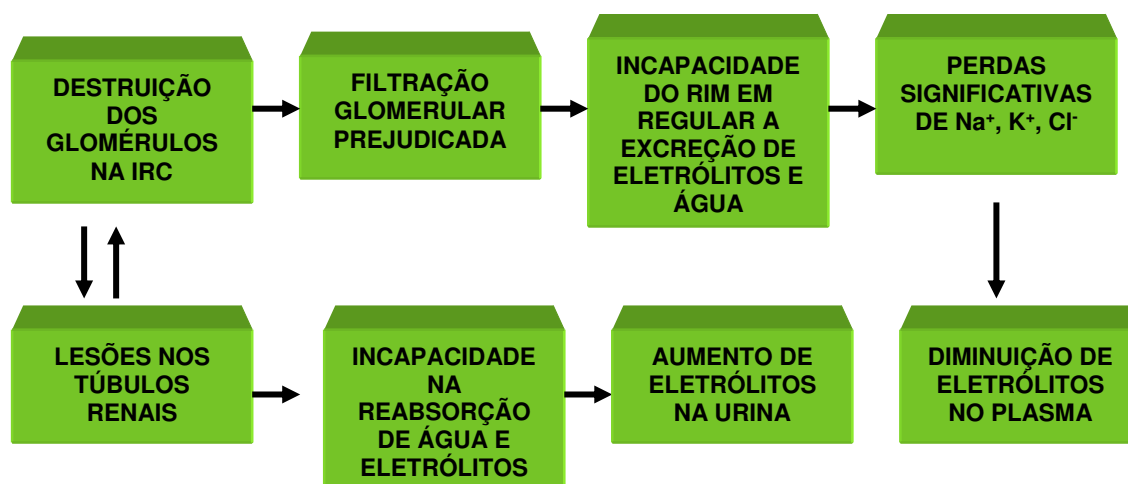 DESTRUIÇÃO
DOS
GLOMÉRULOS
NA IRC
FILTRAÇÃO
GLOMERULAR
PREJUDICADA
INCAPACIDADE
DO RIM EM
REGULAR A
EXCREÇÃO DE
ELETRÓLITOS E
ÁGUA
PERDAS
SIGNIFICATIVAS
DE Na⁺, K⁺, Cl⁻
LESÕES NOS
TÚBULOS
RENAIS
INCAPACIDADE
NA
REABSORÇÃO
DE ÁGUA E
ELETRÓLITOS
AUMENTO DE
ELETRÓLITOS
NA URINA
DIMINUIÇÃO DE
ELETRÓLITOS
NO PLASMA